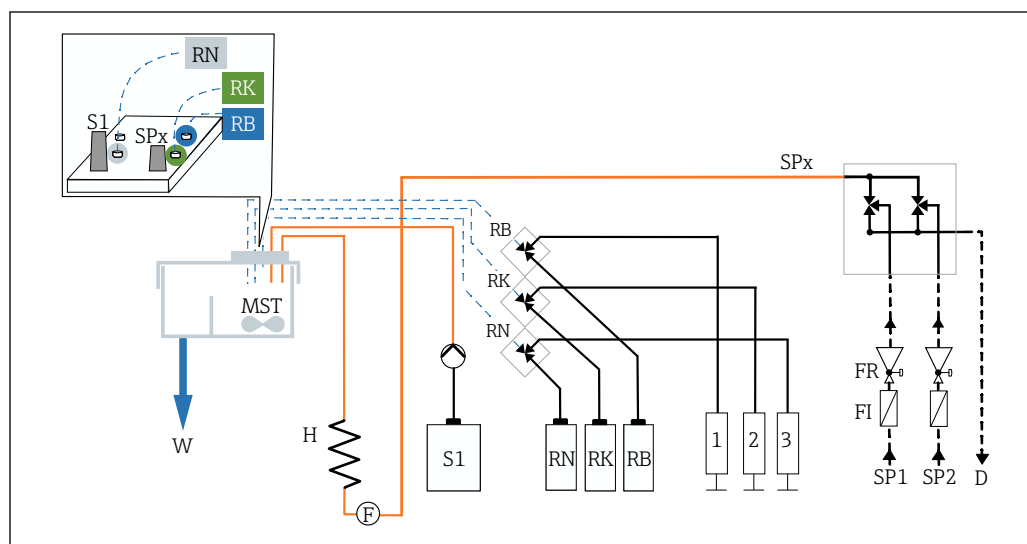 RN
RK
RB
S1
SPx
SPx
RB
RK
RN
MST
W
H
F
S1
RN
RK
RB
1
2
3
FR
FI
SP1
SP2
D